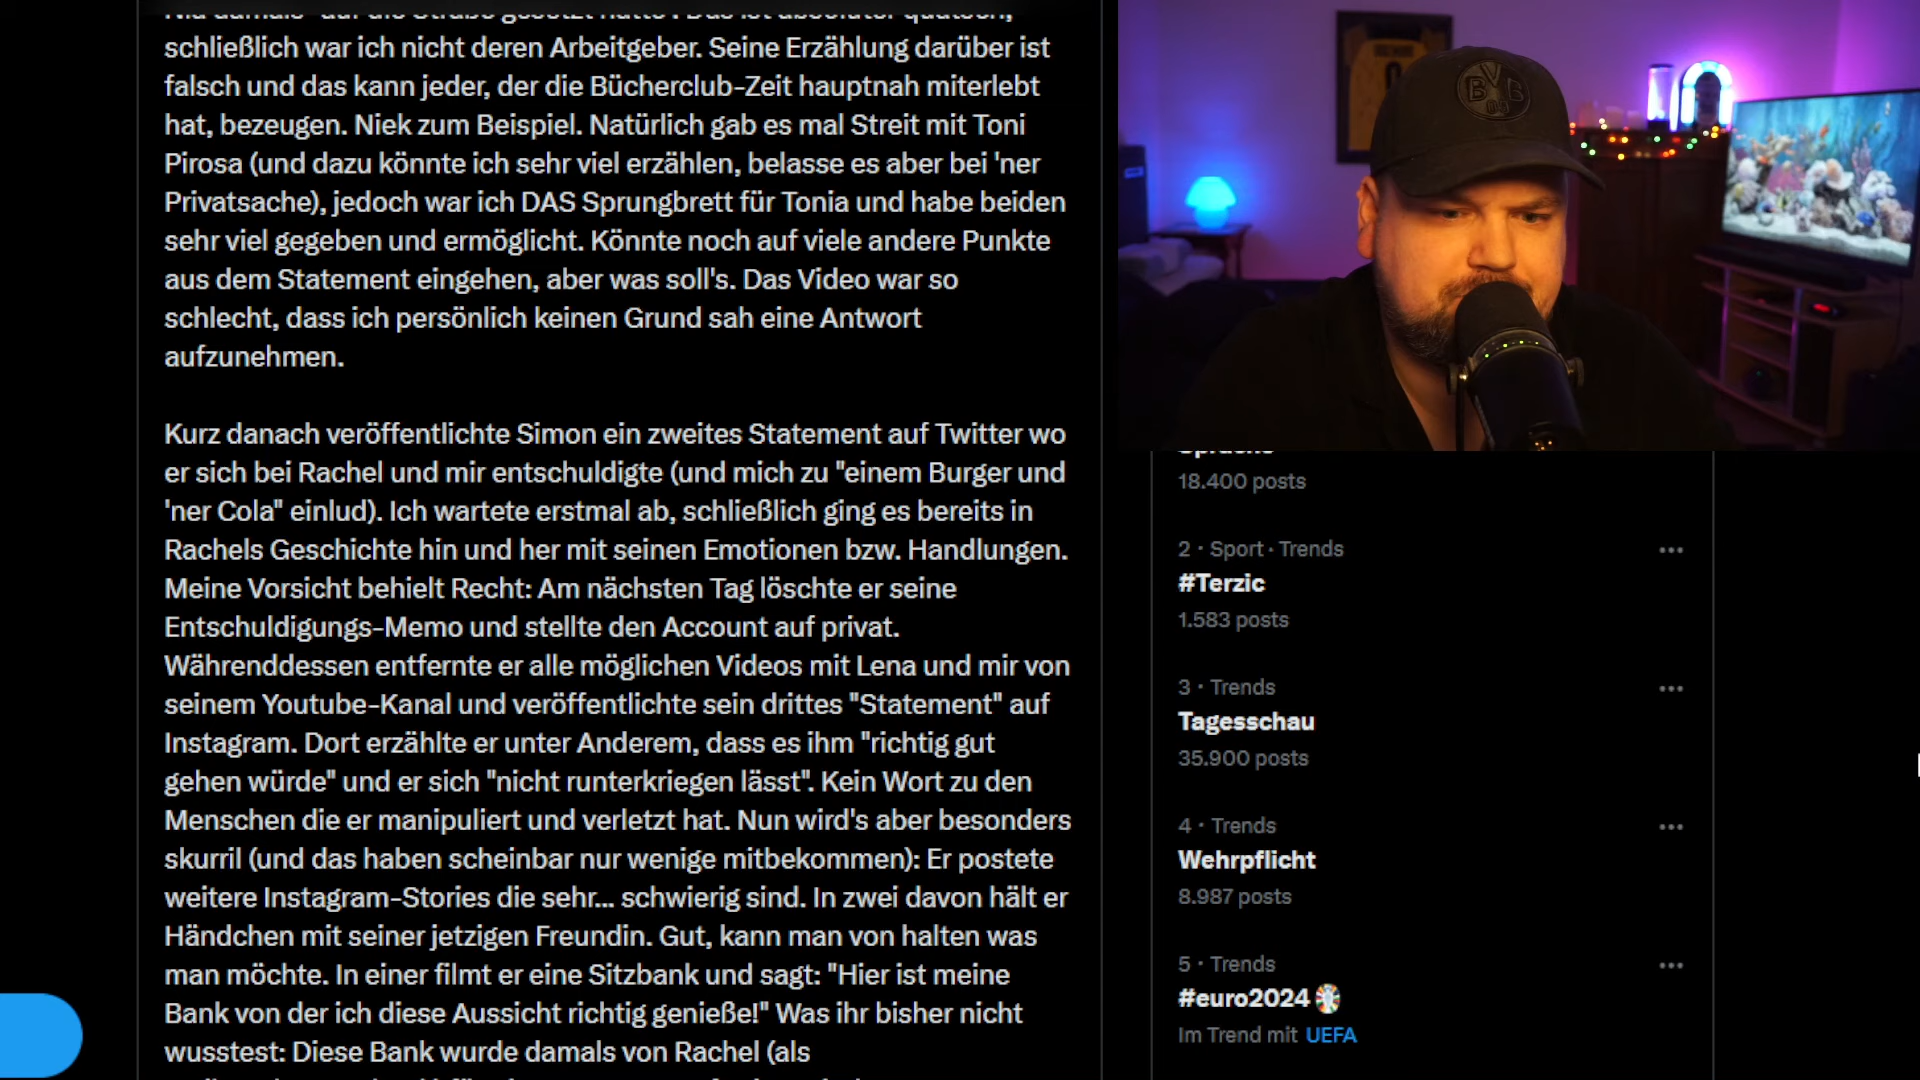 schließlich war ich nicht deren Arbeitgeber. Seine Erzählung darüber ist
falsch und das kann jeder, der die Bücherclub-Zeit hauptnah miterlebt
hat, bezeugen. Niek zum Beispiel. Natürlich gab es mal Streit mit Toni
Pirosa (und dazu könnte ich sehr viel erzählen, belasse es aber bei 'ner
Privatsache), jedoch war ich DAS Sprungbrett für Tonia und habe beiden
sehr viel gegeben und ermöglicht. Könnte noch auf viele andere Punkte
aus dem Statement eingehen, aber was soll's. Das Video war so
schlecht, dass ich persönlich keinen Grund sah eine Antwort
aufzunehmen.
Kurz danach veröffentlichte Simon ein zweites Statement auf Twitter wo
er sich bei Rachel und mir entschuldigte (und mich zu "einem Burger und
'ner Cola" einlud). Ich wartete erstmal ab, schließlich ging es bereits in
Rachels Geschichte hin und her mit seinen Emotionen bzw. Handlungen.
Meine Vorsicht behielt Recht: Am nächsten Tag löschte er seine
Entschuldigungs-Memo und stellte den Account auf privat.
Währenddessen entfernte er alle möglichen Videos mit Lena und mir von
seinem Youtube-Kanal und veröffentlichte sein drittes "Statement" auf
Instagram. Dort erzählte er unter Anderem, dass es ihm "richtig gut
gehen würde" und er sich "nicht runterkriegen lässt". Kein Wort zu den
Menschen die er manipuliert und verletzt hat. Nun wird's aber besonders
skurril (und das haben scheinbar nur wenige mitbekommen): Er postete
weitere Instagram-Stories die sehr... schwierig sind. In zwei davon hält er
Händchen mit seiner jetzigen Freundin. Gut, kann man von halten was
man möchte. In einer filmt er eine Sitzbank und sagt: "Hier ist meine
Bank von der ich diese Aussicht richtig genieße!" Was ihr bisher nicht
wusstest: Diese Bank wurde damals von Rachel (als
BVB
09
18.400 posts
2 · Sport · Trends
#Terzic
1.583 posts
3 · Trends
Tagesschau
35.900 posts
4 · Trends
Wehrpflicht
8.987 posts
5 · Trends
#euro2024
Im Trend mit UEFA